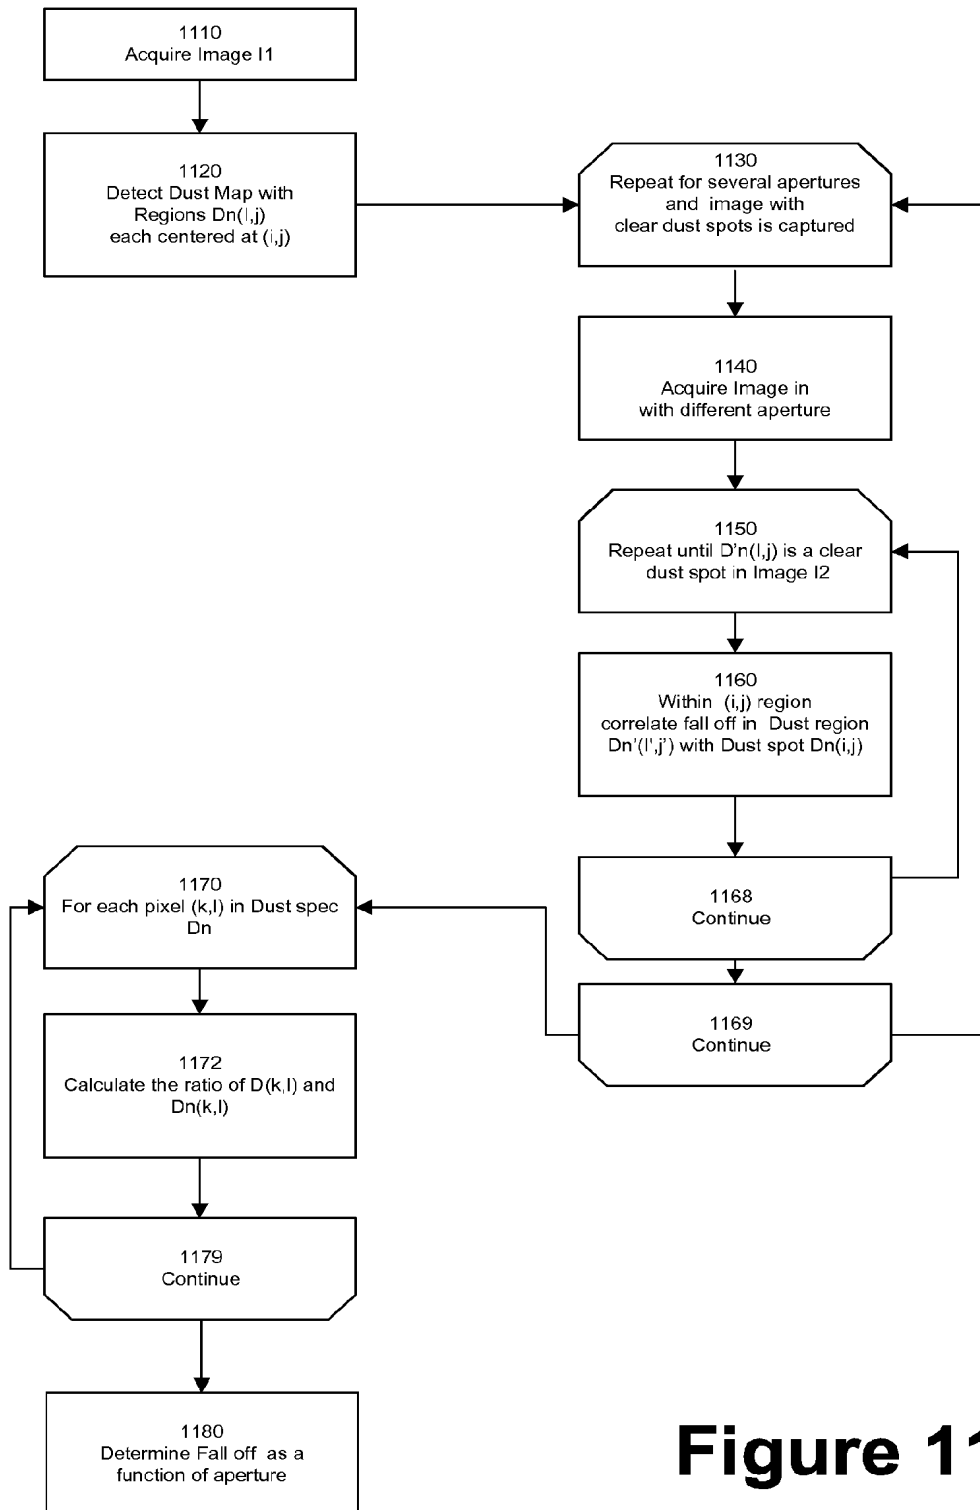 1110
Acquire Image I1
1120
Detect Dust Map with
Regions Dn(I,j)
each centered at (i,j)
1130
Repeat for several apertures
and image with
clear dust spots is captured
1140
Acquire Image in
with different aperture
1150
Repeat until D'n(I,j) is a clear
dust spot in Image I2
1160
Within (i,j) region
correlate fall off in Dust region
Dn'(I',j') with Dust spot Dn(i,j)
1168
Continue
1169
Continue
1170
For each pixel (k,l) in Dust spec
Dn
1172
Calculate the ratio of D(k,l) and
Dn(k,l)
1179
Continue
1180
Determine Fall off as a
function of aperture
Figure 11